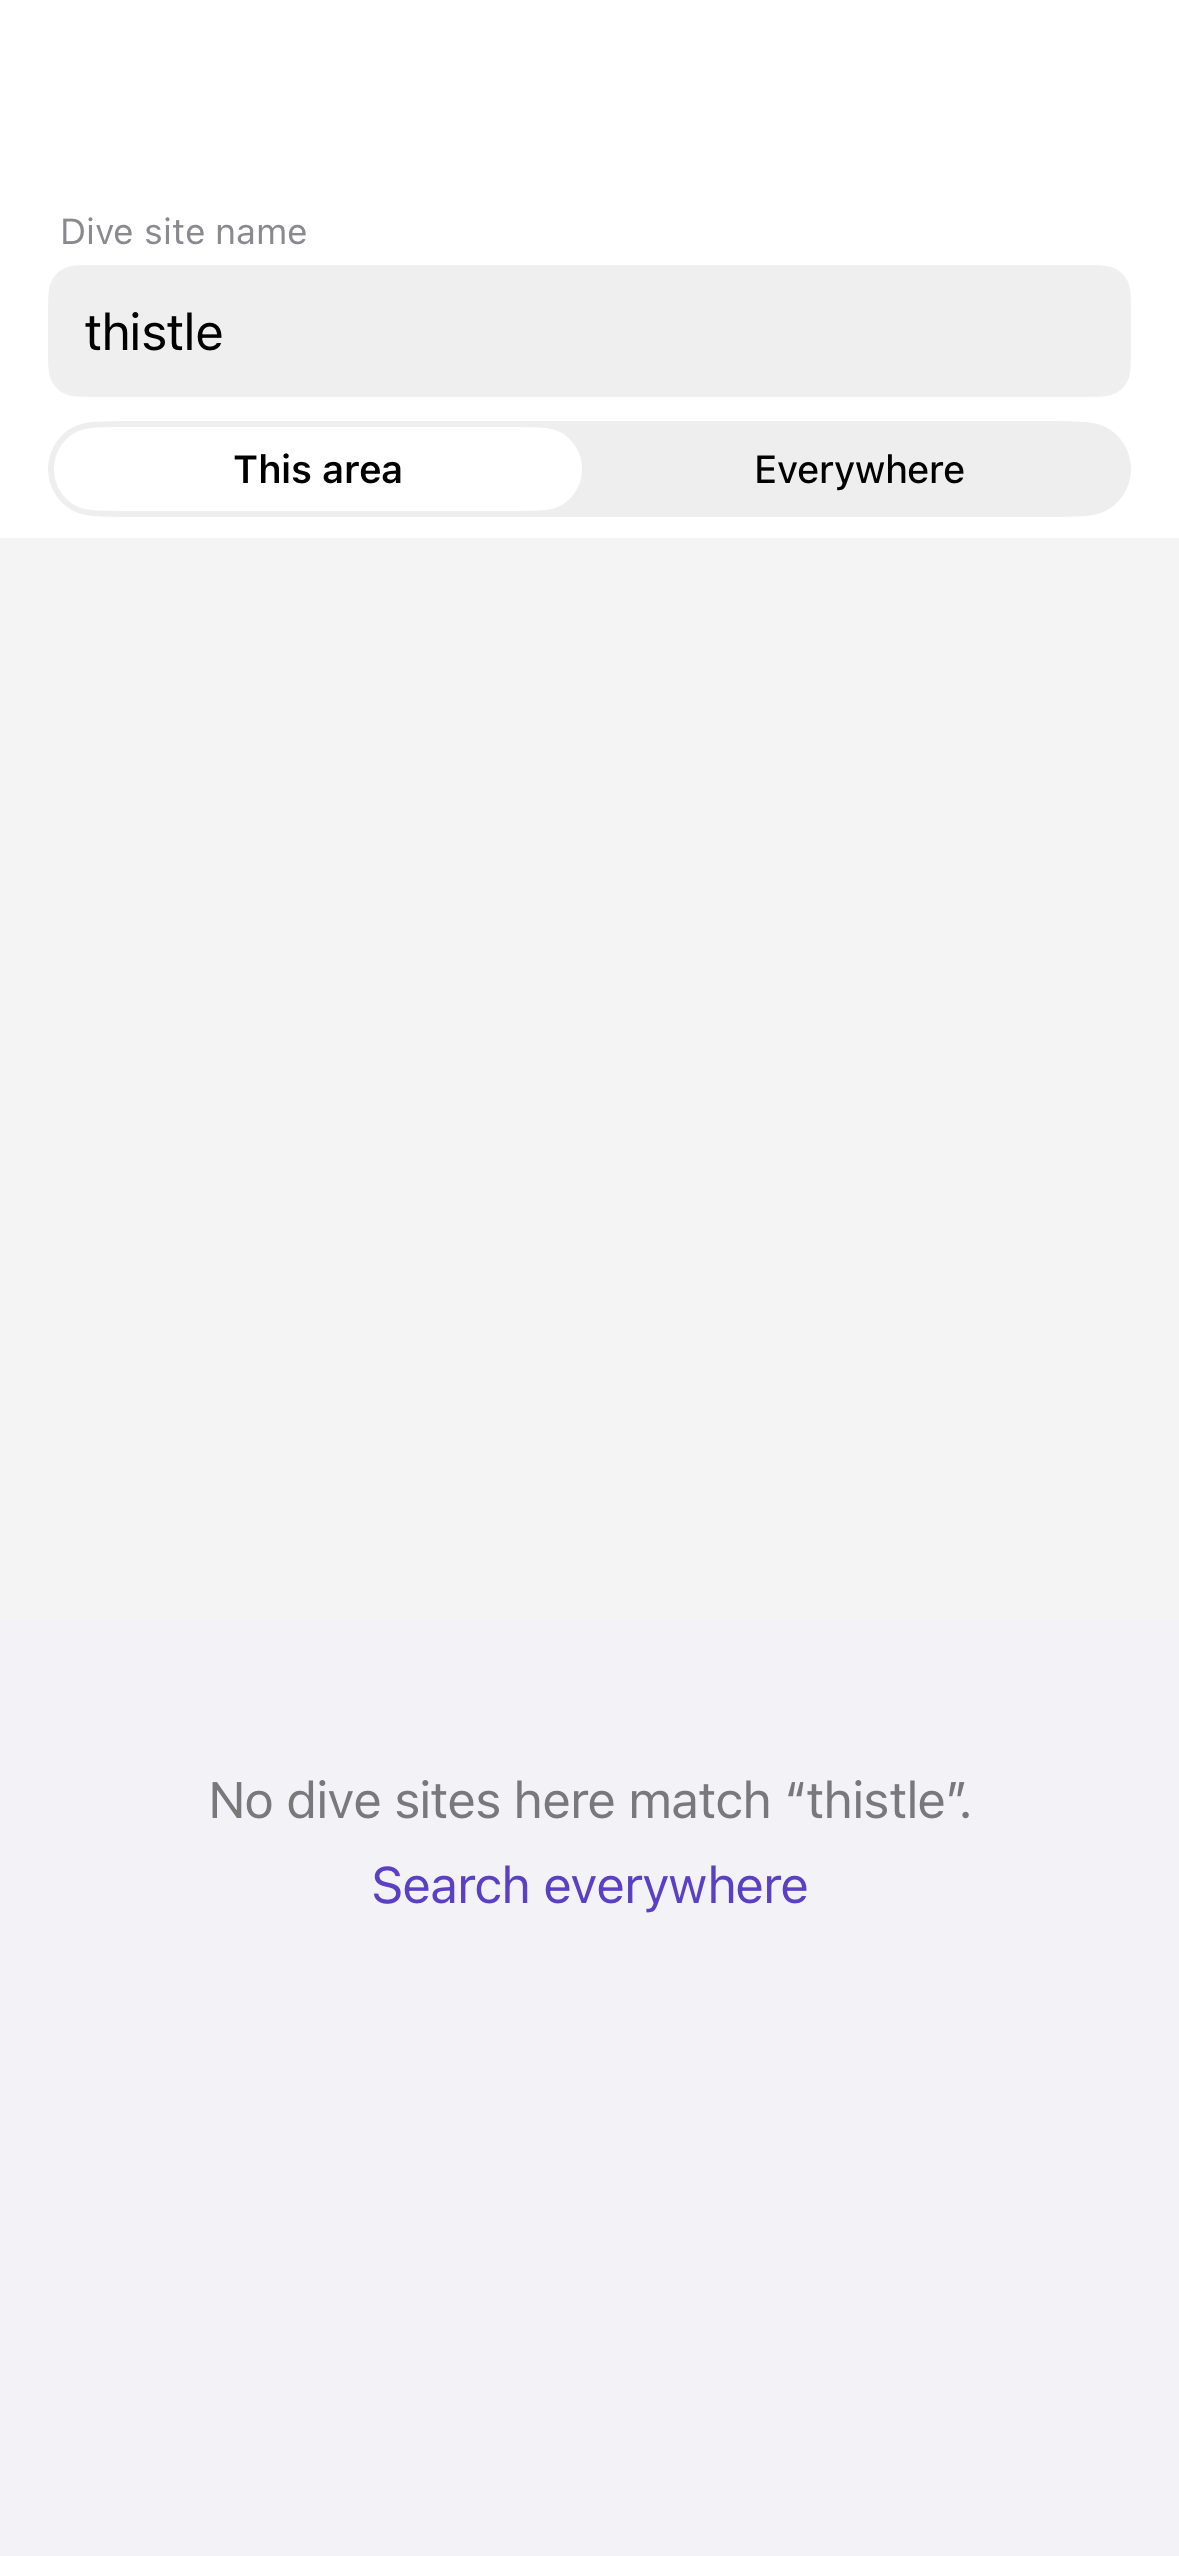 Dive site name
thistle
This area
Everywhere
No dive sites here match “thistle”.
Search everywhere